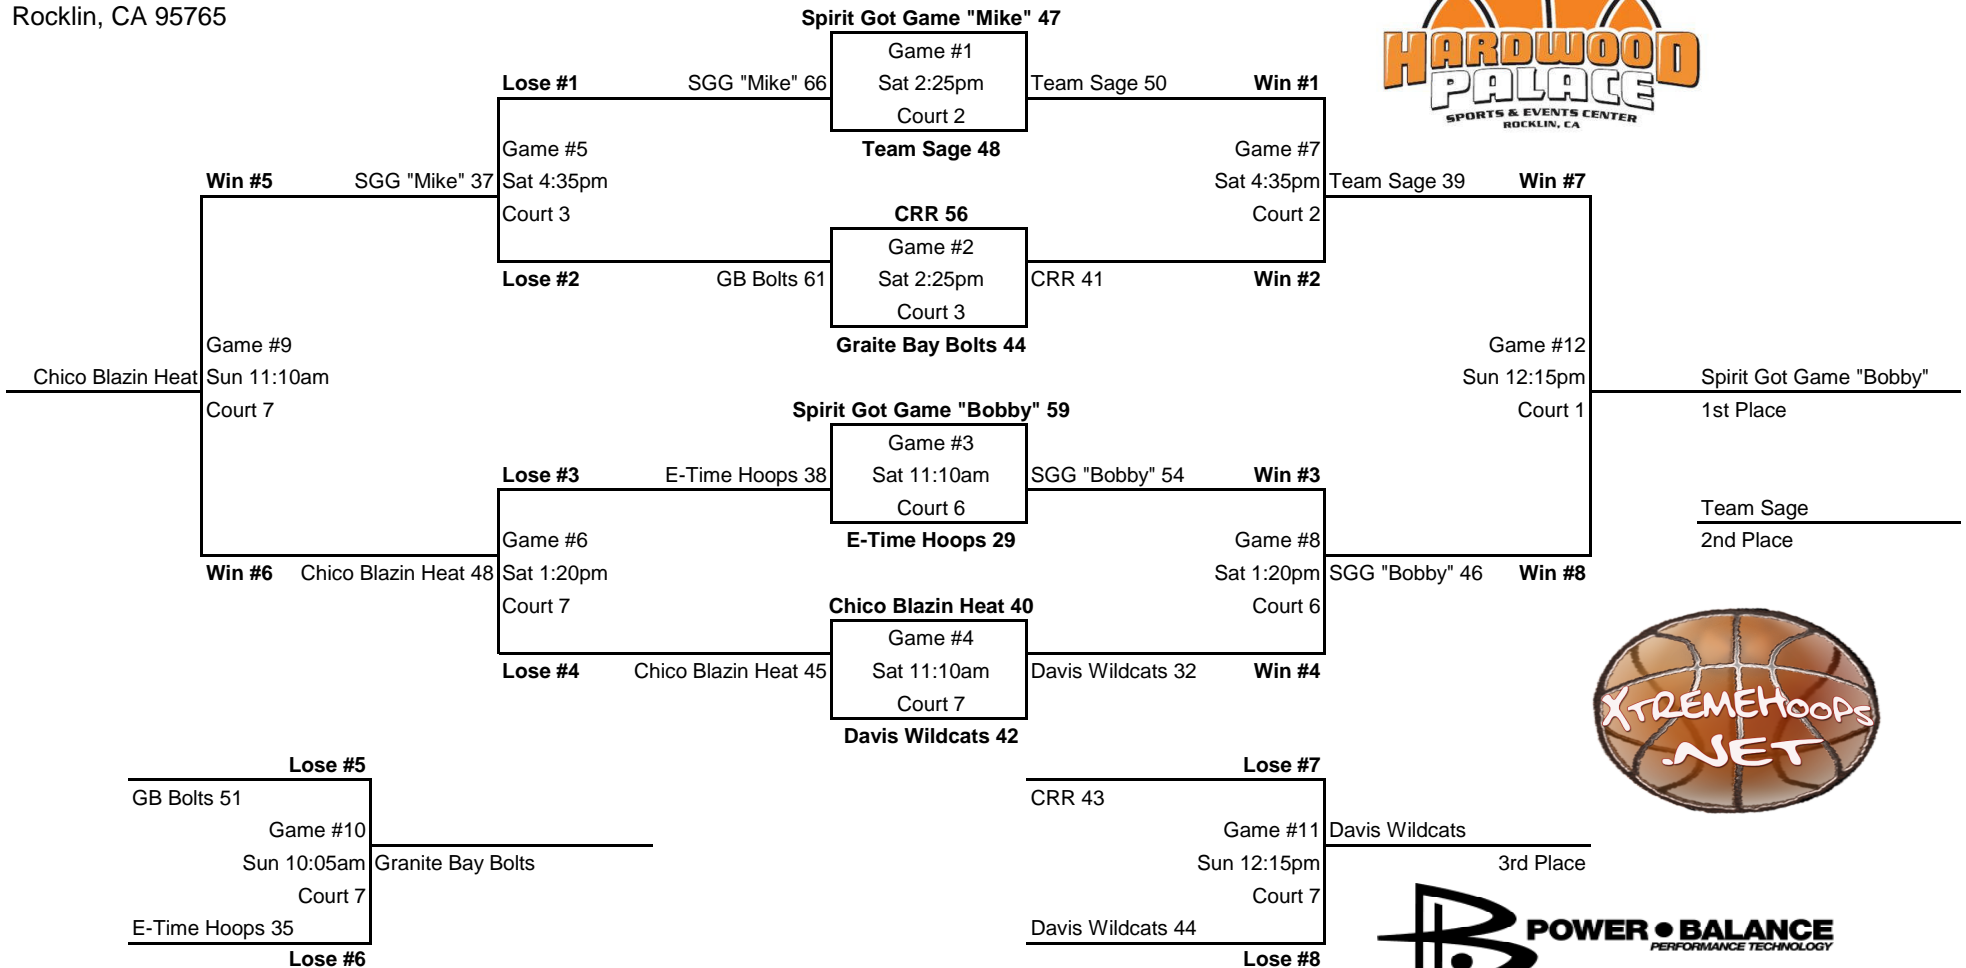 Rocklin, CA 95765
Spirit Got Game "Mike" 47
Game #1
Lose #1
SGG "Mike" 66
Sat 2:25pm
Team Sage 50
Win #1
Court 2
HARDWOOD
PALACE
SPORTS & EVENTS CENTER
ROCKLIN, CA
Game #5
Team Sage 48
Game #7
Win #5
SGG "Mike" 37
Sat 4:35pm
Sat 4:35pm
Team Sage 39
Win #7
Court 3
CRR 56
Court 2
Game #2
Lose #2
GB Bolts 61
Sat 2:25pm
CRR 41
Win #2
Court 3
Game #9
Graite Bay Bolts 44
Game #12
Chico Blazin Heat
Sun 11:10am
Sun 12:15pm
Spirit Got Game "Bobby"
Court 7
Spirit Got Game "Bobby" 59
Court 1
1st Place
Game #3
Lose #3
E-Time Hoops 38
Sat 11:10am
SGG "Bobby" 54
Win #3
Court 6
Team Sage
Game #6
E-Time Hoops 29
Game #8
2nd Place
Win #6
Chico Blazin Heat 48
Sat 1:20pm
Sat 1:20pm
SGG "Bobby" 46
Win #8
Court 7
Chico Blazin Heat 40
Court 6
Game #4
Lose #4
Chico Blazin Heat 45
Sat 11:10am
Davis Wildcats 32
Win #4
Court 7
Davis Wildcats 42
XTREMEHOOPS
.NET
Lose #5
Lose #7
GB Bolts 51
CRR 43
Game #10
Game #11
Davis Wildcats
Sun 10:05am
Granite Bay Bolts
Sun 12:15pm
3rd Place
Court 7
Court 7
E-Time Hoops 35
Davis Wildcats 44
POWER BALANCE
PERFORMANCE TECHNOLOGY
Lose #6
Lose #8